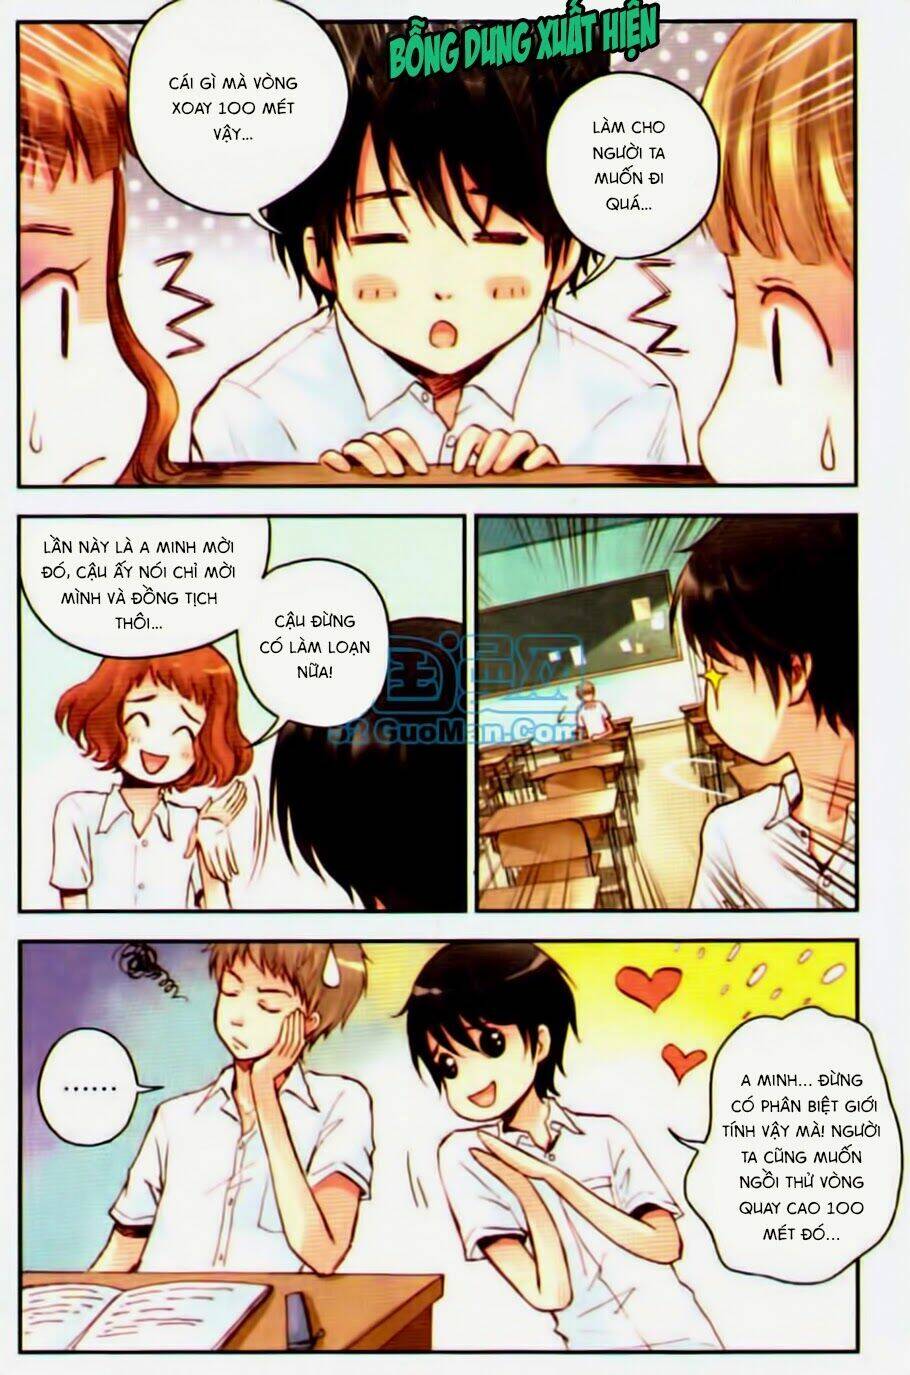 BỖNG DUNG XUẤT HIỆN
CÁI GÌ MÀ VÒNG
XOAY 100 MÉT
VẬY...
LÀM CHO
NGƯỜI TA
MUỐN ĐI
QUÁ...
LẦN NÀY LÀ A MINH MỜI
ĐÓ, CẬU ẤY NÓI CHỈ MỜI
MÌNH VÀ ĐỒNG TỊCH
THÔI...
CẬU ĐỪNG
CÓ LÀM LOẠN
NỮA!
GuoMan.Com
......
A MINH... ĐỪNG
CÓ PHÂN BIỆT GIỚI
TÍNH VẬY MÀ! NGƯỜI
TA CŨNG MUỐN
NGỒI THỬ VÒNG
QUAY CAO 100
MÉT ĐÓ...